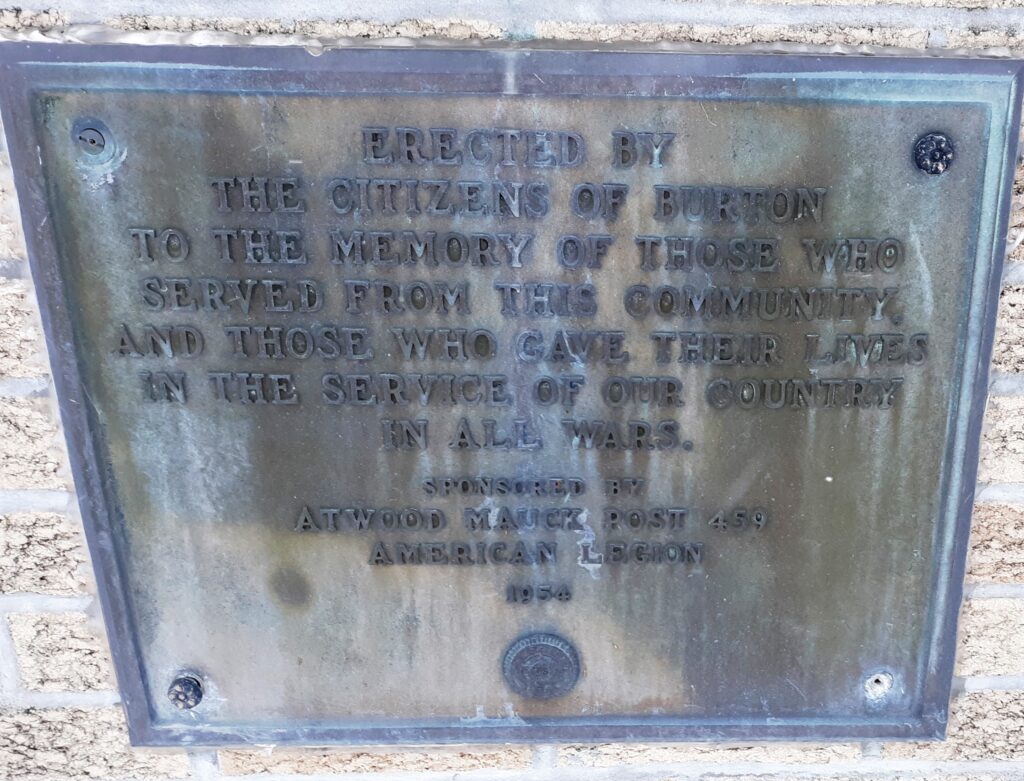 ERECTED BY
THE CITIZENS OF BURTON
TO THE MEMORY OF THOSE WHO
SERVED FROM THIS COMMUNITY,
AND THOSE WHO GAVE THEIR LIVES
IN THE SERVICE OF OUR COUNTRY
IN ALL WARS.
SPONSORED BY
ATWOOD MAUCK POST 459
AMERICAN LEGION
1954